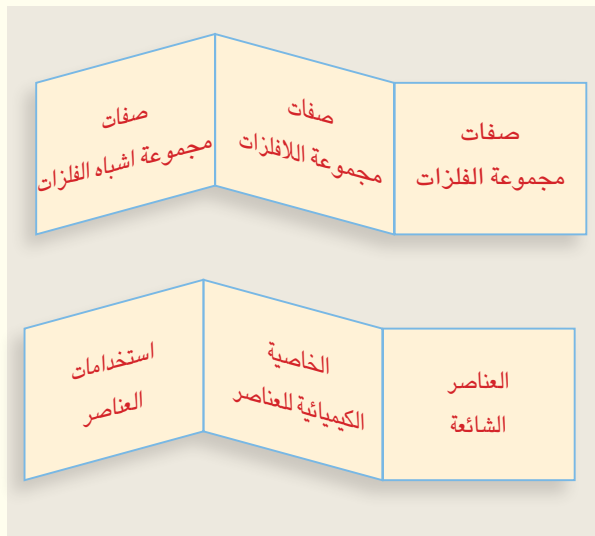 صفات
مجموعة الفلزات
صفات
مجموعة اللافلزات
صفات
مجموعة اشباه الفلزات
العناصر
الشائعة
الخاصية
الكيميائية للعناصر
استخدامات
العناصر